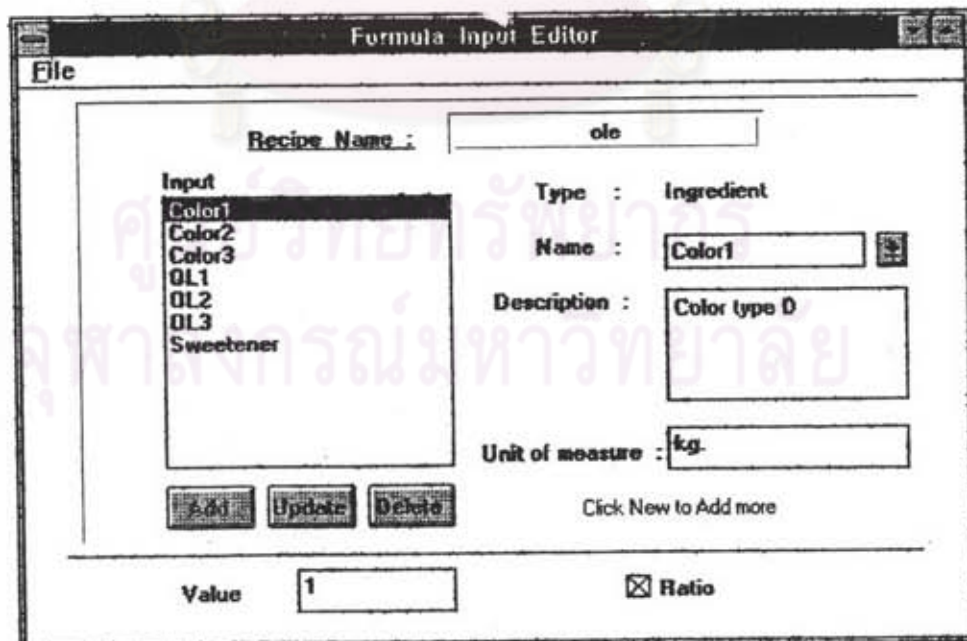 Formula Input Editor
File
Recipe Name : ole
Input
Color1
Color2
Color3
OL1
OL2
OL3
Sweetener
Add Update Delete
Type : Ingredient
Name : Color1
Description : Color type D
Unit of measure : kg.
Click New to Add more
Value 1
Ratio
ศูนย์วิทยทรัพยากร
จุฬาลงกรณ์มหาวิทยาลัย